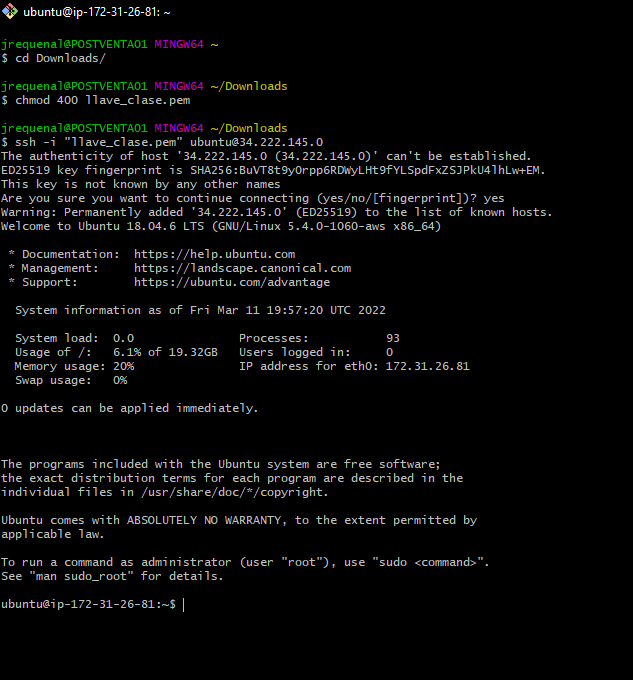 ubuntu@ip-172-31-26-81: ~
jrequenal@POSTVENTA01 MINGW64 ~
$ cd Downloads/
jrequenal@POSTVENTA01 MINGW64 ~/Downloads
$ chmod 400 llave_clase.pem
jrequenal@POSTVENTA01 MINGW64 ~/Downloads
$ ssh -i "llave_clase.pem" ubuntu@34.222.145.0
The authenticity of host '34.222.145.0 (34.222.145.0)' can't be established.
ED25519 key fingerprint is SHA256:BuVT8t9yOrpp6RDWyLHt9fYLSpdFxZSJPkU4lhLw+EM.
This key is not known by any other names
Are you sure you want to continue connecting (yes/no/[fingerprint])? yes
Warning: Permanently added '34.222.145.0' (ED25519) to the list of known hosts.
Welcome to Ubuntu 18.04.6 LTS (GNU/Linux 5.4.0-1060-aws x86_64)
* Documentation:  https://help.ubuntu.com
* Management:     https://landscape.canonical.com
* Support:        https://ubuntu.com/advantage
System information as of Fri Mar 11 19:57:20 UTC 2022
System load:  0.0               Processes:           93
Usage of /:   6.1% of 19.32GB   Users logged in:     0
Memory usage: 20%               IP address for eth0: 172.31.26.81
Swap usage:   0%
0 updates can be applied immediately.
The programs included with the Ubuntu system are free software;
the exact distribution terms for each program are described in the
individual files in /usr/share/doc/*/copyright.
Ubuntu comes with ABSOLUTELY NO WARRANTY, to the extent permitted by
applicable law.
To run a command as administrator (user "root"), use "sudo <command>".
See "man sudo_root" for details.
ubuntu@ip-172-31-26-81:~$